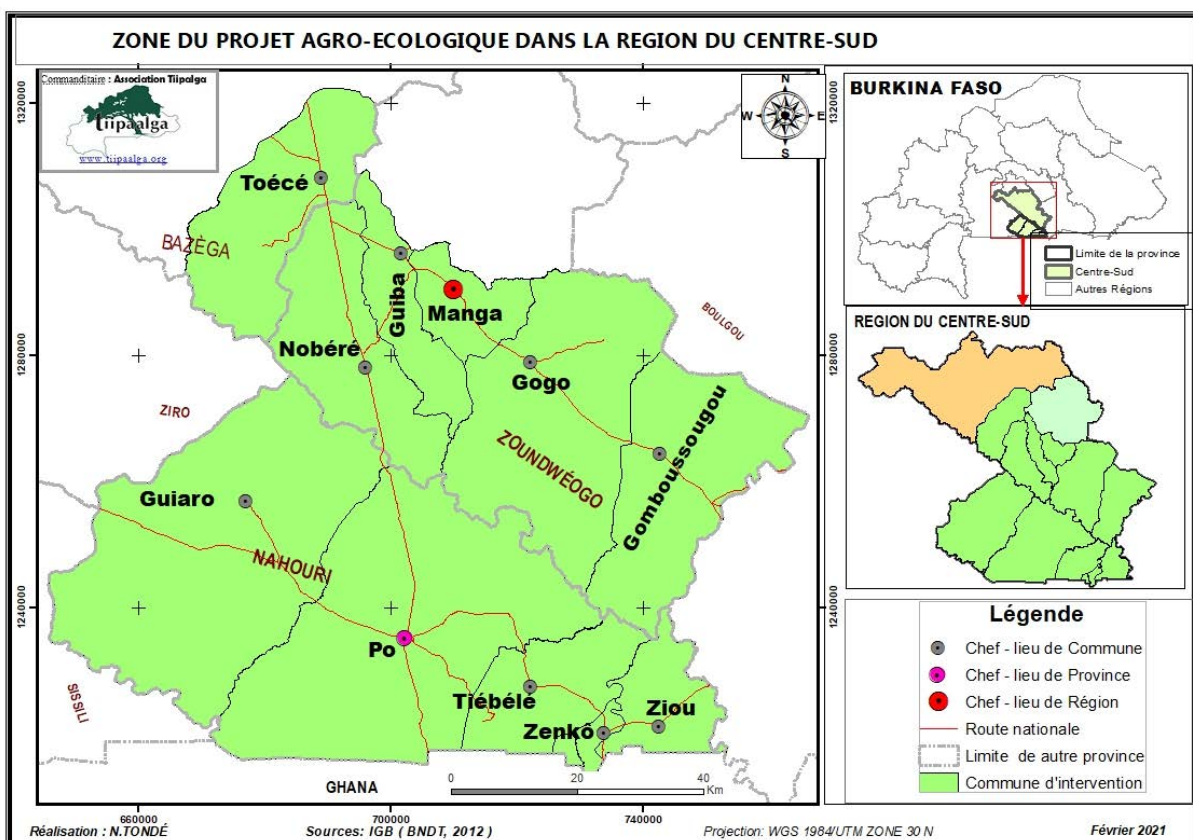 ZONE DU PROJET AGRO-ECOLOGIQUE DANS LA REGION DU CENTRE-SUD
Commanditaire : Association Tiipalga
tiipaalga
www.tiipaalga.org
N
W
E
S
1320000
1320000
Toécé
BAZÈGA
Guiba
Manga
BOULGOU
1280000
1280000
Nobéré
Gogo
ZIRO
ZOUNDWÉOGO
Gomboussougou
Guiaro
NAHOURI
1240000
1240000
Po
SISSILI
Tiébélé
Ziou
Zenkô
GHANA
0 20 40
Km
660000 700000 740000
BURKINA FASO
Limite de la province
Centre-Sud
Autres Régions
REGION DU CENTRE-SUD
Légende
Chef - lieu de Commune
Chef - lieu de Province
Chef - lieu de Région
Route nationale
Limite de autre province
Commune d'intervention
Réalisation : N.TONDÉ Sources: IGB ( BNDT, 2012 ) Projection: WGS 1984/UTM ZONE 30 N Février 2021